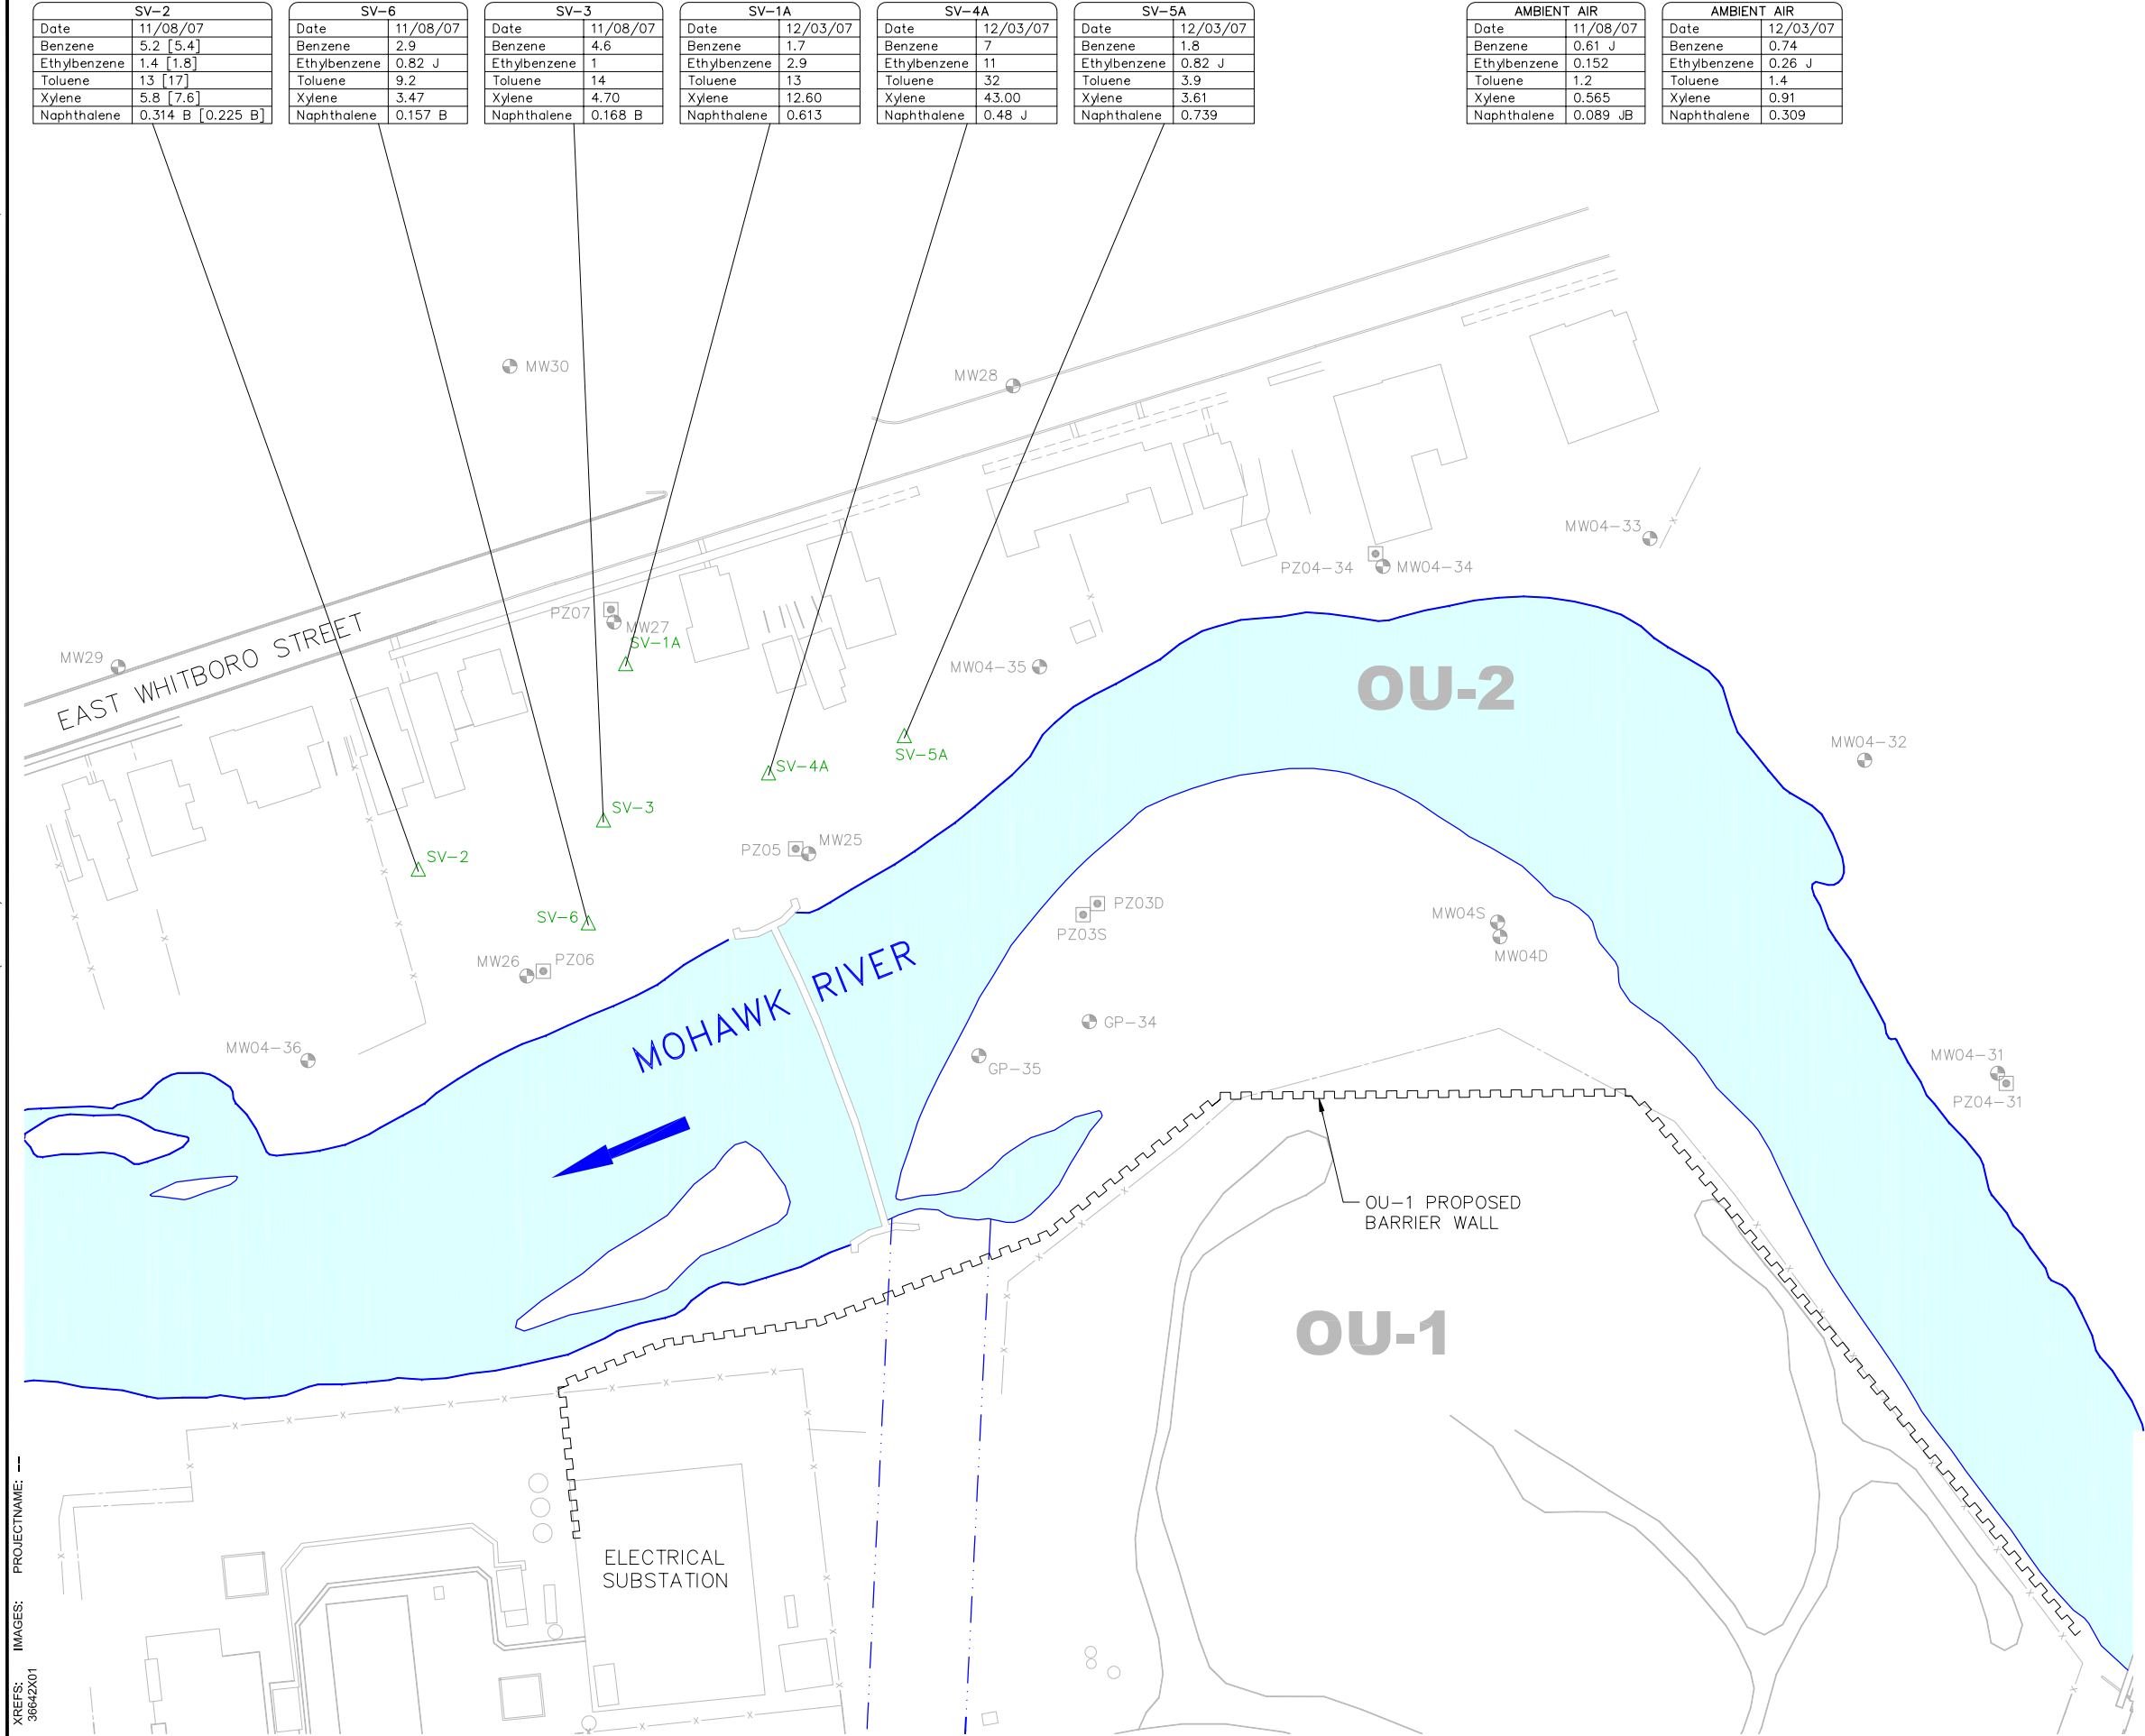 SV-2
Date 11/08/07
Benzene 5.2 [5.4]
Ethylbenzene 1.4 [1.8]
Toluene 13 [17]
Xylene 5.8 [7.6]
Naphthalene 0.314 B [0.225 B]
SV-6
Date 11/08/07
Benzene 2.9
Ethylbenzene 0.82 J
Toluene 9.2
Xylene 3.47
Naphthalene 0.157 B
SV-3
Date 11/08/07
Benzene 4.6
Ethylbenzene 1
Toluene 14
Xylene 4.70
Naphthalene 0.168 B
SV-1A
Date 12/03/07
Benzene 1.7
Ethylbenzene 2.9
Toluene 13
Xylene 12.60
Naphthalene 0.613
SV-4A
Date 12/03/07
Benzene 7
Ethylbenzene 11
Toluene 32
Xylene 43.00
Naphthalene 0.48 J
SV-5A
Date 12/03/07
Benzene 1.8
Ethylbenzene 0.82 J
Toluene 3.9
Xylene 3.61
Naphthalene 0.739
AMBIENT AIR
Date 11/08/07
Benzene 0.61 J
Ethylbenzene 0.152
Toluene 1.2
Xylene 0.565
Naphthalene 0.089 JB
AMBIENT AIR
Date 12/03/07
Benzene 0.74
Ethylbenzene 0.26 J
Toluene 1.4
Xylene 0.91
Naphthalene 0.309
MW30
MW28
MW04-33
PZ04-34
MW04-34
PZ07
MW27
SV-1A
MW29
EAST WHITBORO STREET
MW04-35
OU-2
SV-5A
MW04-32
SV-4A
SV-3
PZ05
MW25
SV-2
SV-6
PZ03D
PZ03S
MW04S
MW04D
MW26
PZ06
MOHAWK RIVER
GP-34
GP-35
MW04-36
MW04-31
PZ04-31
OU-1 PROPOSED
BARRIER WALL
OU-1
ELECTRICAL
SUBSTATION
XREFS: IMAGES: PROJECTNAME: --
36642X01